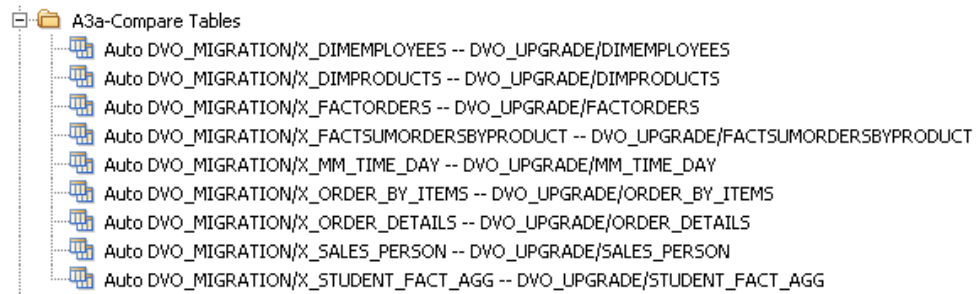 A3a-Compare Tables
Auto DVO_MIGRATION/X_DIMEMPLOYEES -- DVO_UPGRADE/DIMEMPLOYEES
Auto DVO_MIGRATION/X_DIMPRODUCTS -- DVO_UPGRADE/DIMPRODUCTS
Auto DVO_MIGRATION/X_FACTORDERS -- DVO_UPGRADE/FACTORDERS
Auto DVO_MIGRATION/X_FACTSUMORDERSBYPRODUCT -- DVO_UPGRADE/FACTSUMORDERSBYPRODUCT
Auto DVO_MIGRATION/X_MM_TIME_DAY -- DVO_UPGRADE/MM_TIME_DAY
Auto DVO_MIGRATION/X_ORDER_BY_ITEMS -- DVO_UPGRADE/ORDER_BY_ITEMS
Auto DVO_MIGRATION/X_ORDER_DETAILS -- DVO_UPGRADE/ORDER_DETAILS
Auto DVO_MIGRATION/X_SALES_PERSON -- DVO_UPGRADE/SALES_PERSON
Auto DVO_MIGRATION/X_STUDENT_FACT_AGG -- DVO_UPGRADE/STUDENT_FACT_AGG